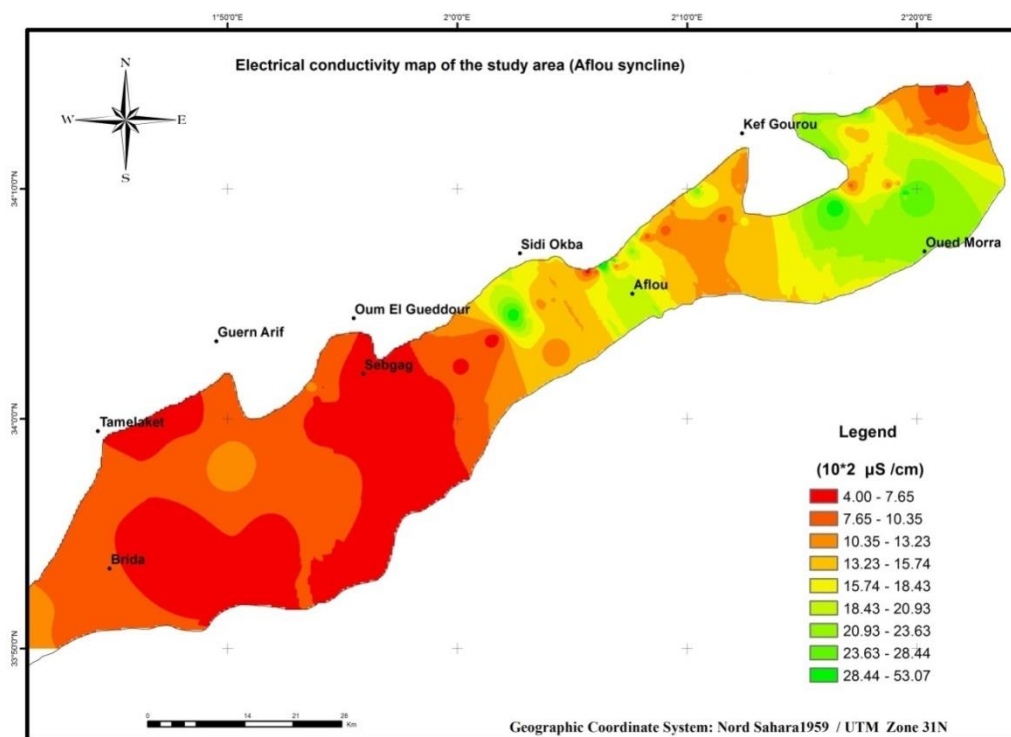 1°50'0"E 2°0'0"E 2°10'0"E 2°20'0"E
Electrical conductivity map of the study area (Aflou syncline)
N
W E
S
Kef Gourou
34°10'0"N
Sidi Okba
Oued Morra
Aflou
Oum El Gueddour
Guern Arif
Sebgag
Tamelaket
34°0'0"N
Brida
33°50'0"N
Legend
(10*2 µS /cm)
4.00 - 7.65
7.65 - 10.35
10.35 - 13.23
13.23 - 15.74
15.74 - 18.43
18.43 - 20.93
20.93 - 23.63
23.63 - 28.44
28.44 - 53.07
0 14 21 28
Km
Geographic Coordinate System: Nord Sahara1959 / UTM Zone 31N